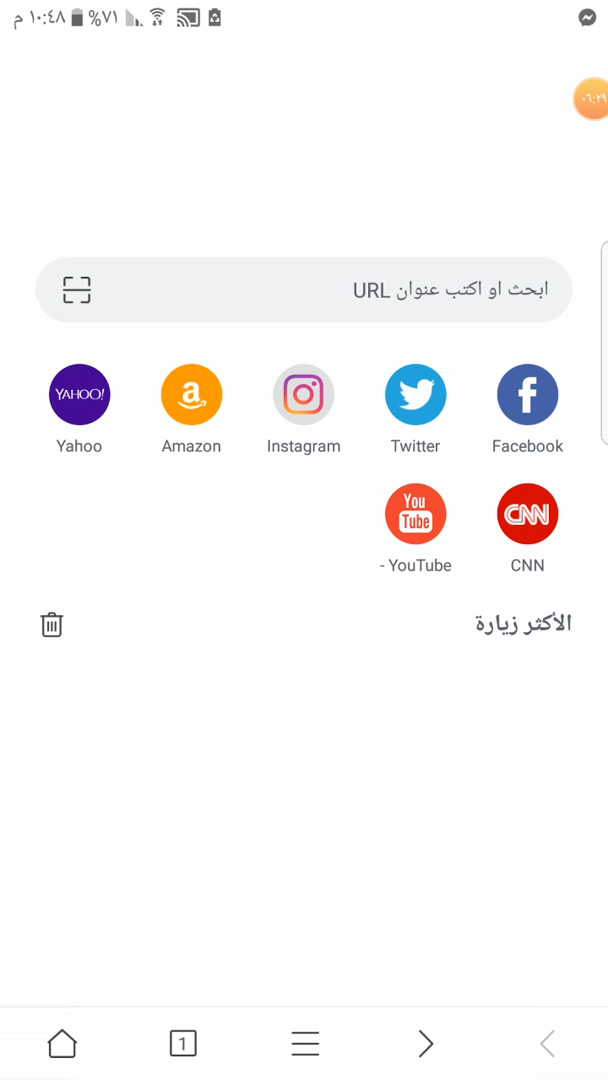 ١٠:٤٨ م %٧١
٠٦:٢٩
ابحث او اكتب عنوان URL
f
CNN
You
Tube
YAHOO!
a
Facebook
Twitter
Instagram
Amazon
Yahoo
CNN
- YouTube
الأكثر زيارة
1